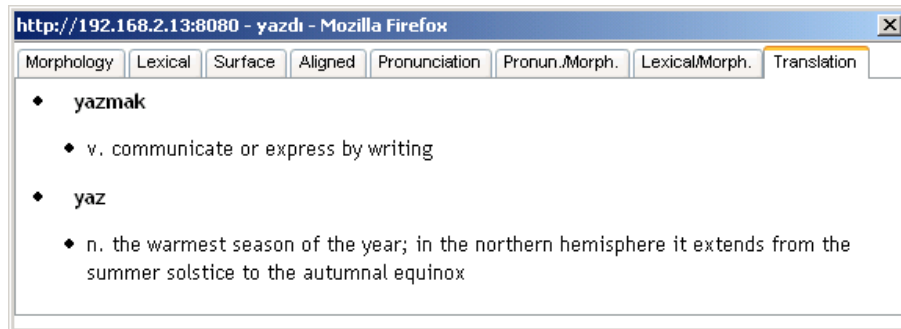 http://192.168.2.13:8080 - yazdı - Mozilla Firefox
Morphology Lexical Surface Aligned Pronunciation Pronun./Morph. Lexical/Morph. Translation
yazmak
v. communicate or express by writing
yaz
n. the warmest season of the year; in the northern hemisphere it extends from the
summer solstice to the autumnal equinox